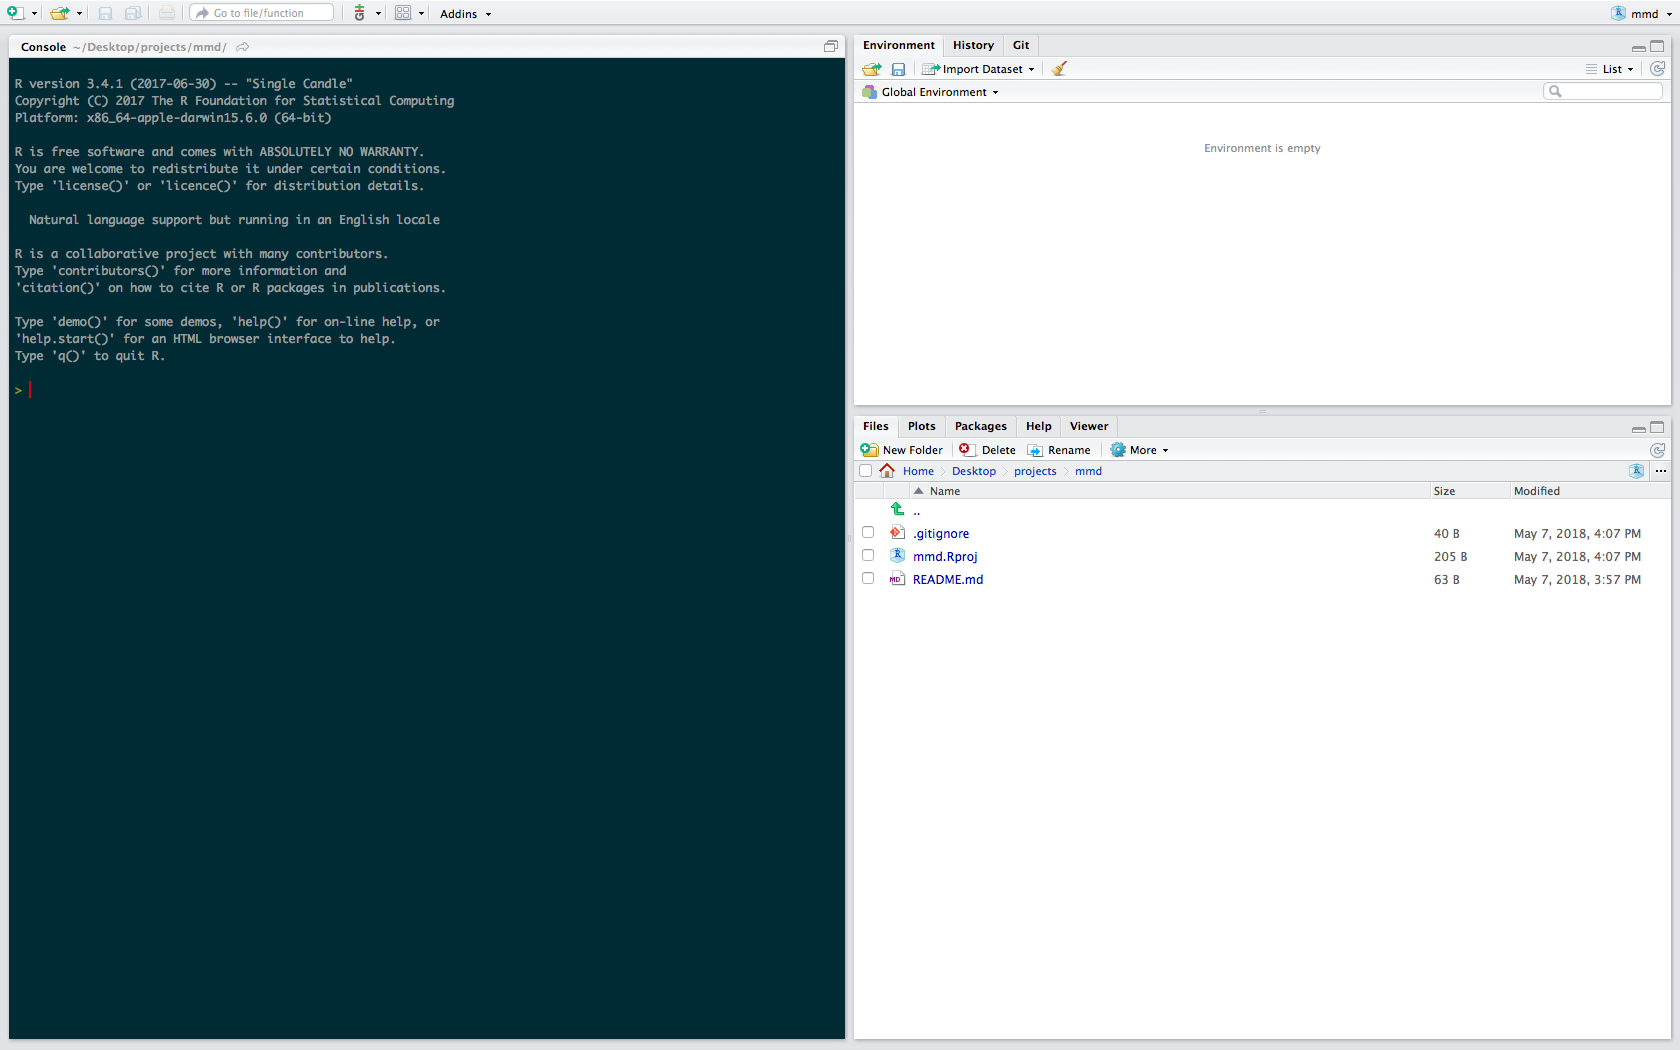 Go to file/function
Addins
mmd
Console ~/Desktop/projects/mmd/
R version 3.4.1 (2017-06-30) -- "Single Candle"
Copyright (C) 2017 The R Foundation for Statistical Computing
Platform: x86_64-apple-darwin15.6.0 (64-bit)
R is free software and comes with ABSOLUTELY NO WARRANTY.
You are welcome to redistribute it under certain conditions.
Type 'license()' or 'licence()' for distribution details.
Natural language support but running in an English locale
R is a collaborative project with many contributors.
Type 'contributors()' for more information and
'citation()' on how to cite R or R packages in publications.
Type 'demo()' for some demos, 'help()' for on-line help, or
'help.start()' for an HTML browser interface to help.
Type 'q()' to quit R.
>
Environment History Git
Import Dataset List
Global Environment
Environment is empty
Files Plots Packages Help Viewer
New Folder Delete Rename More
Home Desktop projects mmd ...
Name Size Modified
..
.gitignore 40 B May 7, 2018, 4:07 PM
mmd.Rproj 205 B May 7, 2018, 4:07 PM
README.md 63 B May 7, 2018, 3:57 PM